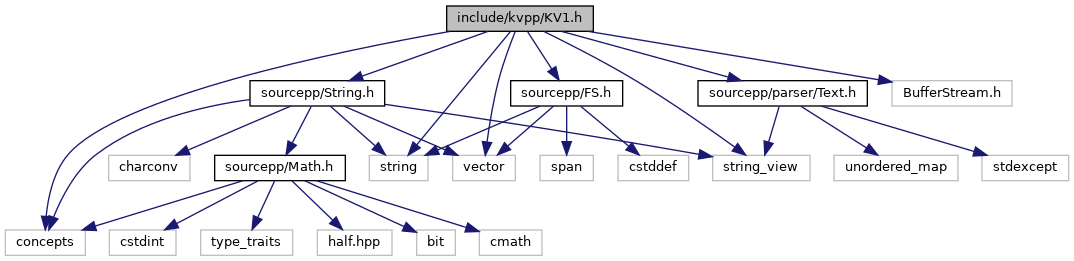 include/kvpp/KV1.h
sourcepp/String.h
sourcepp/FS.h
sourcepp/parser/Text.h
BufferStream.h
charconv
sourcepp/Math.h
string
vector
span
cstddef
string_view
unordered_map
stdexcept
concepts
cstdint
type_traits
half.hpp
bit
cmath